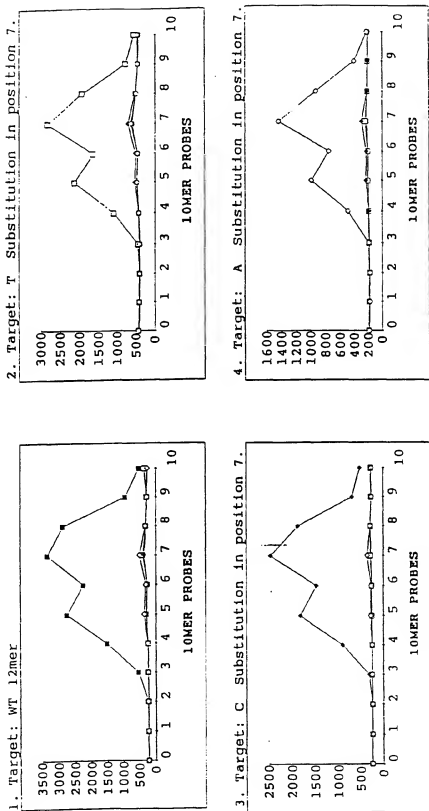 1. Target: WT 12mer
3500
3000
2500
2000
1500
1000
500
0
0 1 2 3 4 5 6 7 8 9 10
10MER PROBES
2. Target: T Substitution in position 7.
3000
2500
2000
1500
1000
500
0
0 1 2 3 4 5 6 7 8 9 10
10MER PROBES
3. Target: C Substitution in position 7.
2500
2000
1500
1000
500
0
0 1 2 3 4 5 6 7 8 9 10
10MER PROBES
4. Target: A Substitution in position 7.
1600
1400
1200
1000
800
600
400
200
0
0 1 2 3 4 5 6 7 8 9 10
10MER PROBES